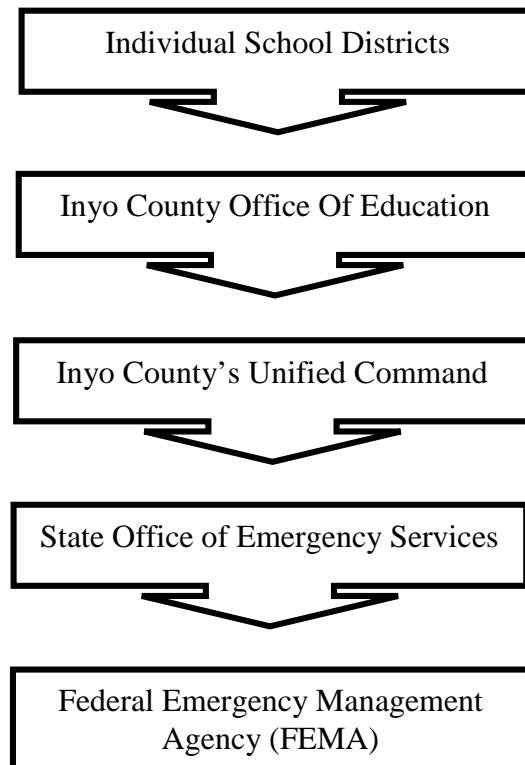 Individual School Districts
Inyo County Office Of Education
Inyo County’s Unified Command
State Office of Emergency Services
Federal Emergency Management
Agency (FEMA)